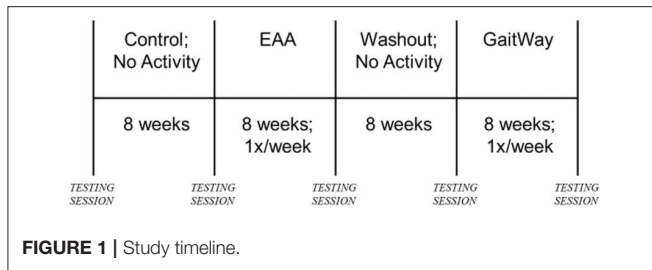 Control;
No Activity
EAA
Washout;
No Activity
GaitWay
8 weeks
8 weeks;
1x/week
8 weeks
8 weeks;
1x/week
TESTING
SESSION
TESTING
SESSION
TESTING
SESSION
TESTING
SESSION
TESTING
SESSION
FIGURE 1 | Study timeline.